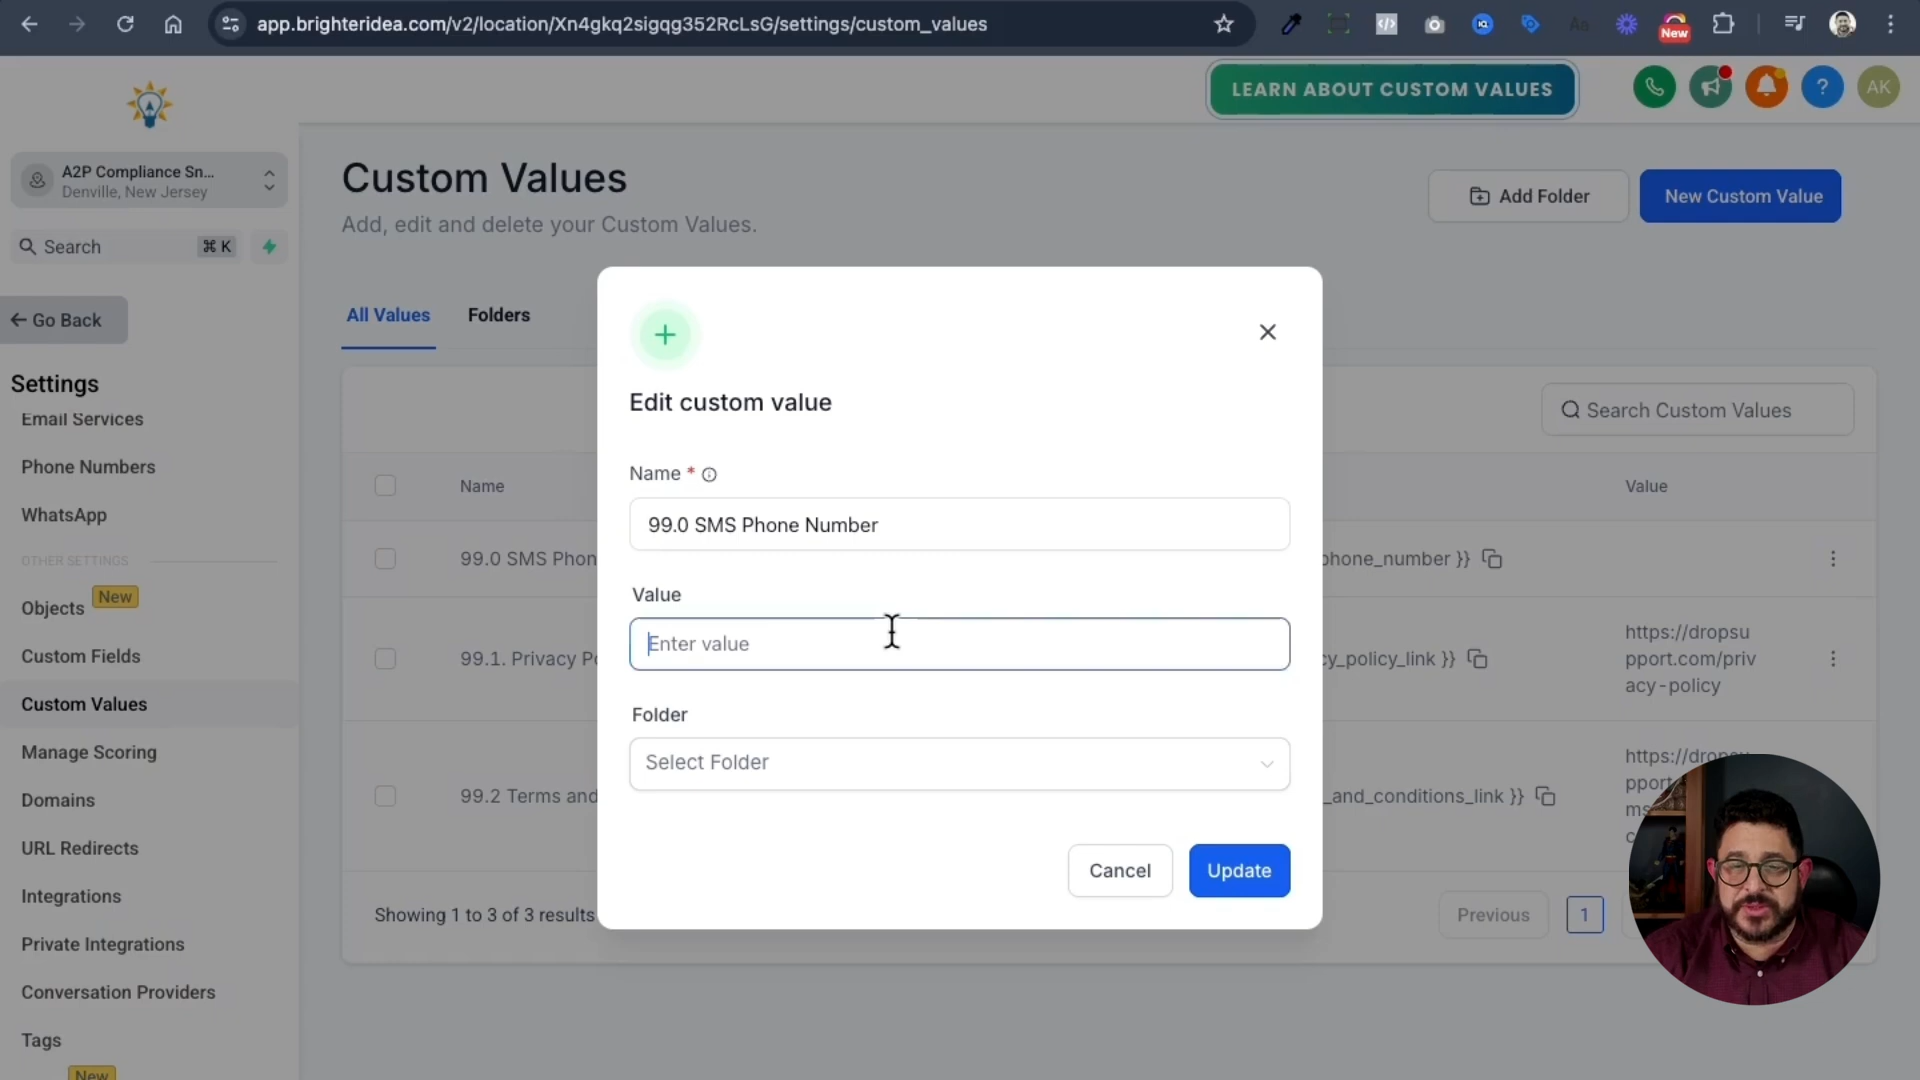 app.brighteridea.com/v2/location/Xn4gkq2sigqg352RcLsG/settings/custom_values
New
LEARN ABOUT CUSTOM VALUES
AK
A2P Compliance Sn...
Denville, New Jersey
Search ⌘ K
Go Back
Settings
Email Services
Phone Numbers
WhatsApp
OTHER SETTINGS
Objects New
Custom Fields
Custom Values
Manage Scoring
Domains
URL Redirects
Integrations
Private Integrations
Conversation Providers
Tags
New
Custom Values
Add, edit and delete your Custom Values.
Add Folder
New Custom Value
All Values Folders
Search Custom Values
Name Value
99.0 SMS Phon
phone_number }}
99.1. Privacy Po
cy_policy_link }}
https://dropsu
pport.com/priv
acy-policy
99.2 Terms and
_and_conditions_link }}
https://dropsu
pport
ms
c
Showing 1 to 3 of 3 results
Previous 1
Edit custom value
Name *
99.0 SMS Phone Number
Value
Enter value
Folder
Select Folder
Cancel Update